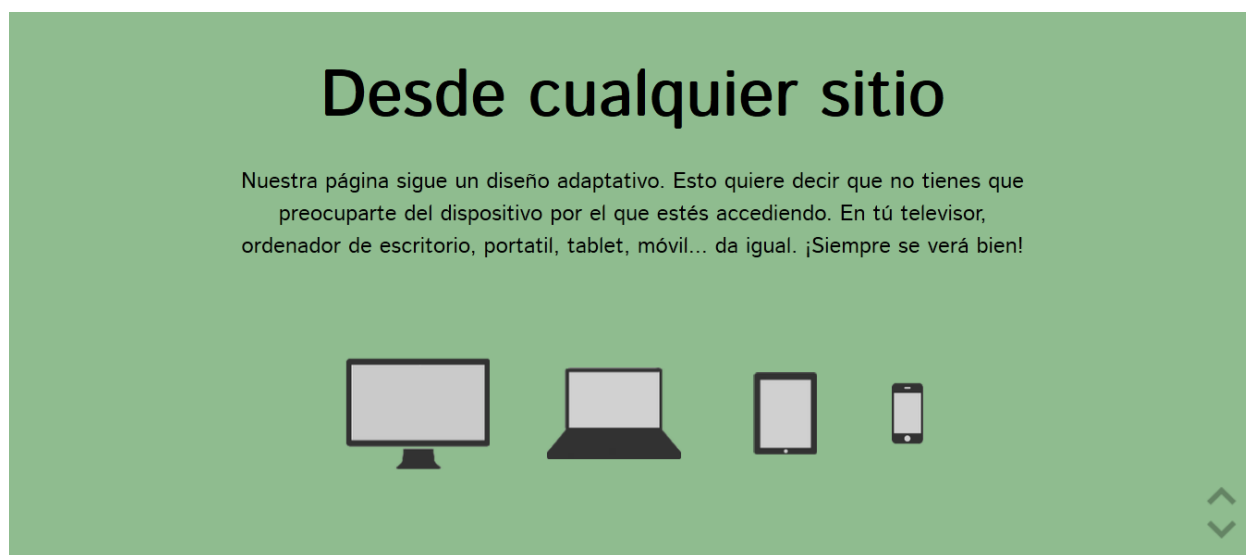 Desde cualquier sitio
Nuestra página sigue un diseño adaptativo. Esto quiere decir que no tienes que
preocuparte del dispositivo por el que estés accediendo. En tú televisor,
ordenador de escritorio, portatil, tablet, móvil... da igual. ¡Siempre se verá bien!